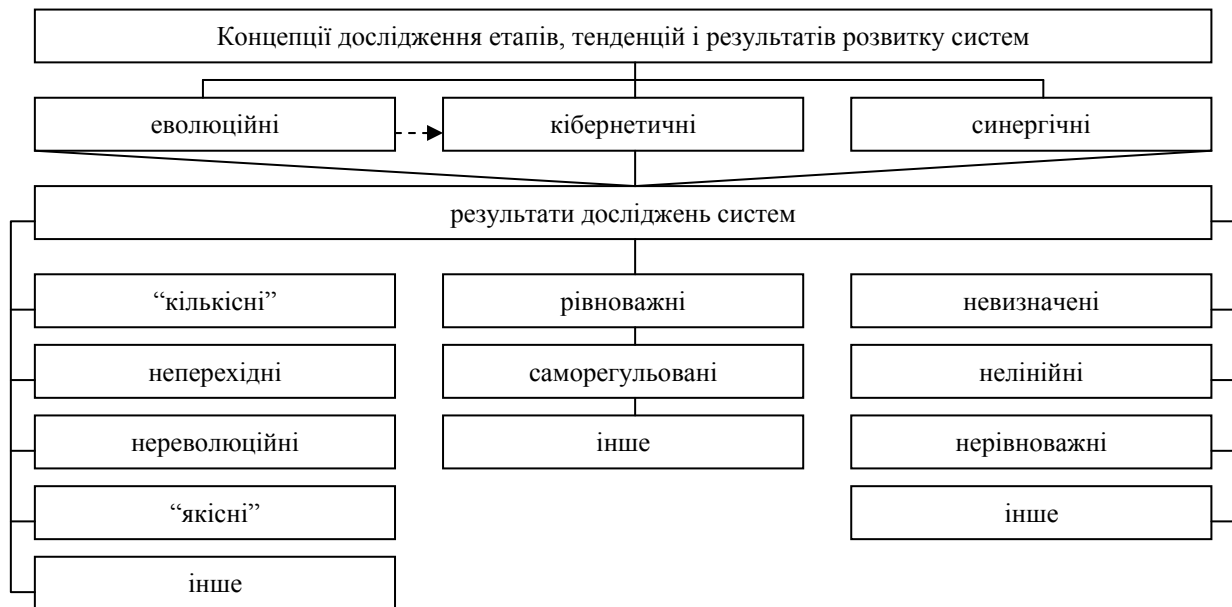 Концепції дослідження етапів, тенденцій і результатів розвитку систем
еволюційні
кібернетичні
синергічні
результати досліджень систем
“кількісні”
рівноважні
невизначені
неперехідні
саморегульовані
нелінійні
нереволюційні
інше
нерівноважні
“якісні”
інше
інше